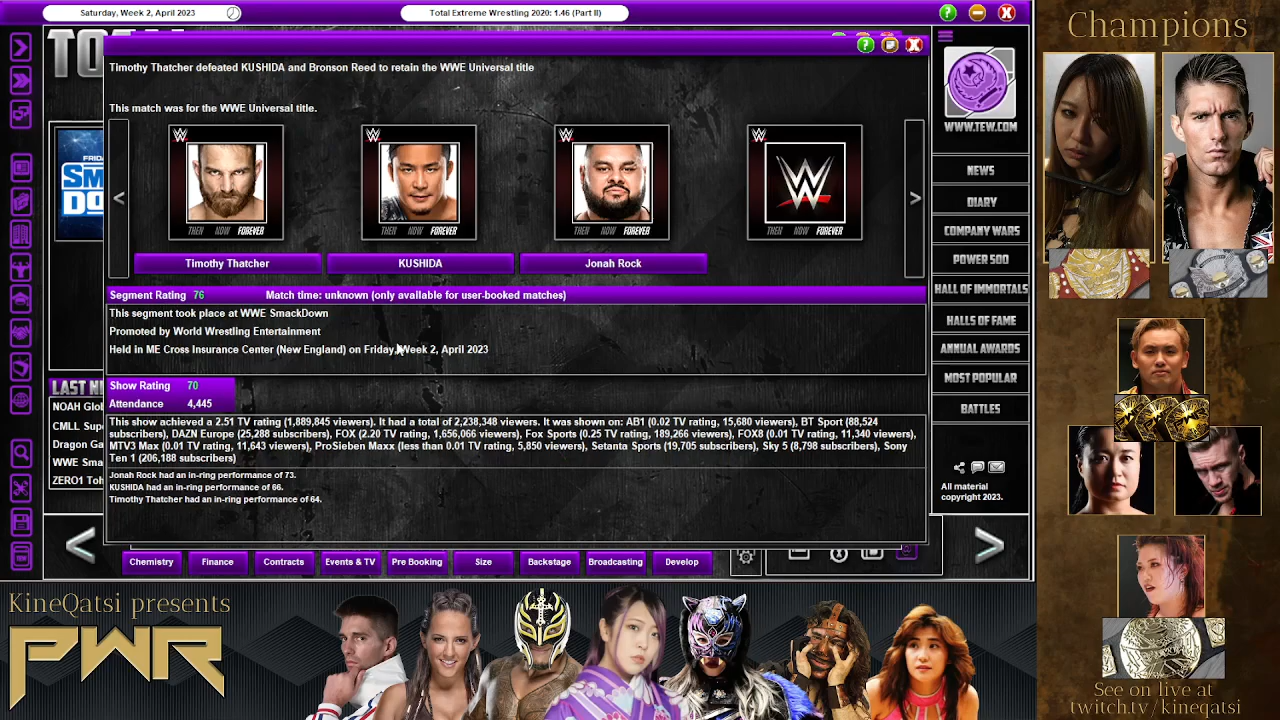 Saturday, Week 2, April 2023
Total Extreme Wrestling 2020: 1.46 (Part II)
Timothy Thatcher defeated KUSHIDA and Bronson Reed to retain the WWE Universal title
This match was for the WWE Universal title.
THEN NOW FOREVER
THEN NOW FOREVER
THEN NOW FOREVER
THEN NOW FOREVER
Timothy Thatcher
KUSHIDA
Jonah Rock
Segment Rating 76 Match time: unknown (only available for user-booked matches)
This segment took place at WWE SmackDown
Promoted by World Wrestling Entertainment
Held in ME Cross Insurance Center (New England) on Friday, Week 2, April 2023
Show Rating 70
Attendance 4,445
This show achieved a 2.51 TV rating (1,889,845 viewers). It had a total of 2,238,348 viewers. It was shown on: AB1 (0.02 TV rating, 15,680 viewers), BT Sport (88,524
subscribers), DAZN Europe (25,288 subscribers), FOX (2.20 TV rating, 1,656,066 viewers), Fox Sports (0.25 TV rating, 189,266 viewers), FOX8 (0.01 TV rating, 11,340 viewers),
MTV3 Max (0.01 TV rating, 11,643 viewers), ProSieben Maxx (less than 0.01 TV rating, 5,850 viewers), Setanta Sports (19,705 subscribers), Sky 5 (8,798 subscribers), Sony
Ten 1 (206,188 subscribers)
Jonah Rock had an in-ring performance of 73.
KUSHIDA had an in-ring performance of 66.
Timothy Thatcher had an in-ring performance of 64.
LAST NI
NOAH Glob
CMLL Supe
Dragon Ga
WWE Sma
ZERO1 Toh
Chemistry
Finance
Contracts
Events & TV
Pre Booking
Size
Backstage
Broadcasting
Develop
WWW.TEW.COM
NEWS
DIARY
COMPANY WARS
POWER 500
HALL OF IMMORTALS
HALLS OF FAME
ANNUAL AWARDS
MOST POPULAR
BATTLES
All material
copyright 2023.
Champions
See on live at
twitch.tv/kineqatsi
KineQatsi presents
PWR